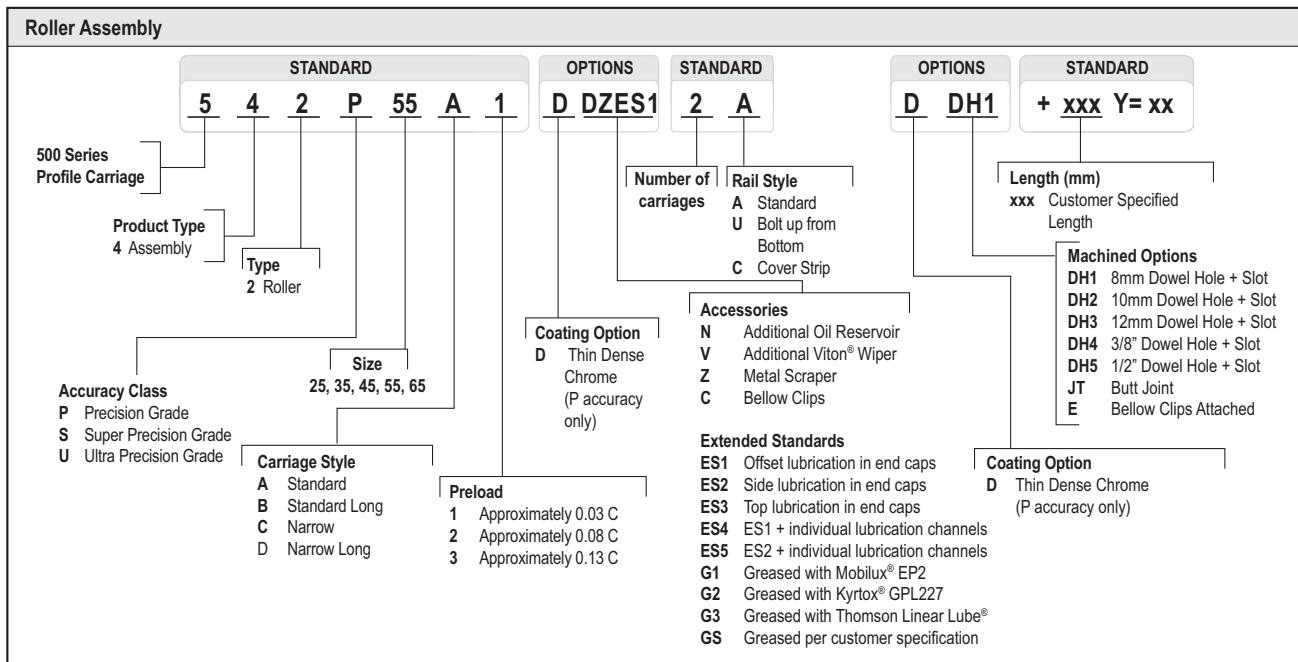 Roller Assembly
STANDARD
OPTIONS
STANDARD
OPTIONS
STANDARD
5 4 2 P 55 A 1
D DZES1
2 A
D DH1
+ xxx Y= xx
500 Series
Profile Carriage
Product Type
4 Assembly
Type
2 Roller
Accuracy Class
P Precision Grade
S Super Precision Grade
U Ultra Precision Grade
Size
25, 35, 45, 55, 65
Carriage Style
A Standard
B Standard Long
C Narrow
D Narrow Long
Preload
1 Approximately 0.03 C
2 Approximately 0.08 C
3 Approximately 0.13 C
Coating Option
D Thin Dense
Chrome
(P accuracy
only)
Number of
carriages
Rail Style
A Standard
U Bolt up from
Bottom
C Cover Strip
Accessories
N Additional Oil Reservoir
V Additional Viton® Wiper
Z Metal Scraper
C Bellow Clips
Extended Standards
ES1 Offset lubrication in end caps
ES2 Side lubrication in end caps
ES3 Top lubrication in end caps
ES4 ES1 + individual lubrication channels
ES5 ES2 + individual lubrication channels
G1 Greased with Mobilux® EP2
G2 Greased with Kyrtox® GPL227
G3 Greased with Thomson Linear Lube®
GS Greased per customer specification
Length (mm)
xxx Customer Specified
Length
Machined Options
DH1 8mm Dowel Hole + Slot
DH2 10mm Dowel Hole + Slot
DH3 12mm Dowel Hole + Slot
DH4 3/8” Dowel Hole + Slot
DH5 1/2” Dowel Hole + Slot
JT Butt Joint
E Bellow Clips Attached
Coating Option
D Thin Dense Chrome
(P accuracy only)